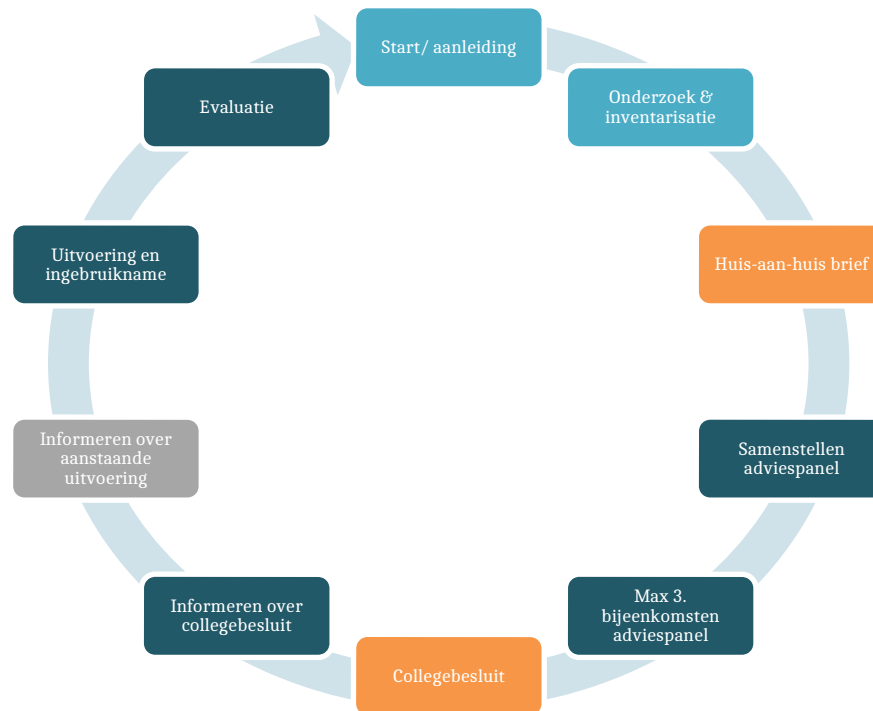 Start/ aanleiding
Onderzoek &
inventarisatie
Huis-aan-huis brief
Samenstellen
adviespanel
Max 3.
bijeenkomsten
adviespanel
Collegebesluit
Informeren over
collegebesluit
Informeren over
aanstaande
uitvoering
Uitvoering en
ingebruikname
Evaluatie